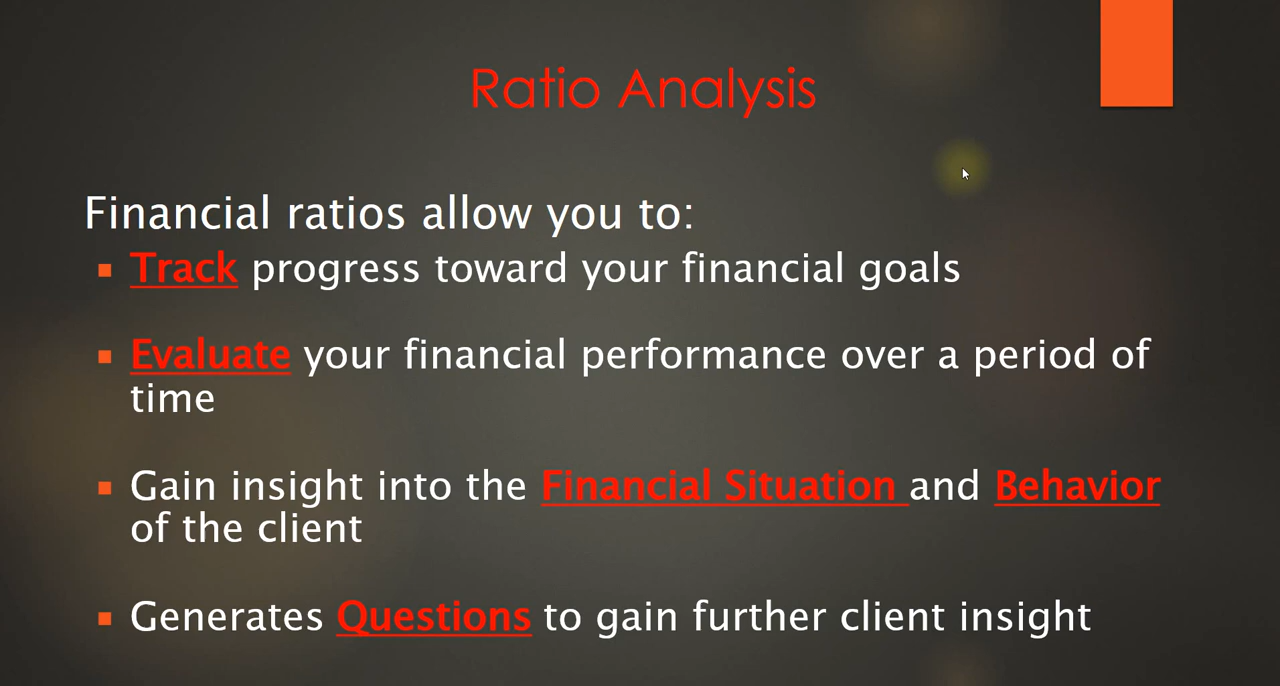 Ratio Analysis
Financial ratios allow you to:
Track progress toward your financial goals
Evaluate your financial performance over a period of
time
Gain insight into the Financial Situation and Behavior
of the client
Generates Questions to gain further client insight